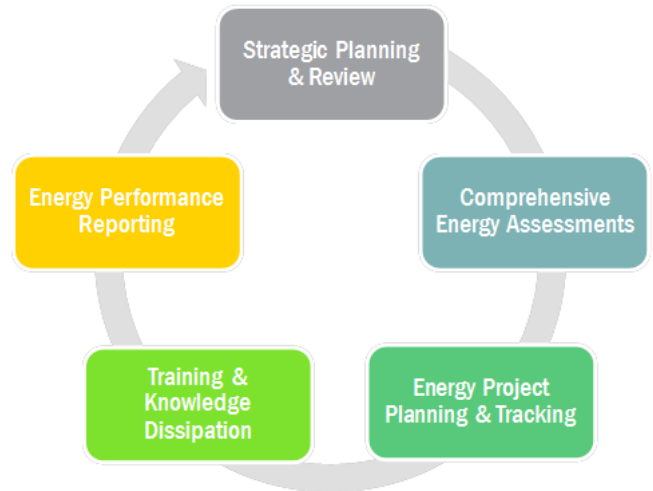 Strategic Planning
& Review
Comprehensive
Energy Assessments
Energy Project
Planning & Tracking
Training &
Knowledge
Dissipation
Energy Performance
Reporting